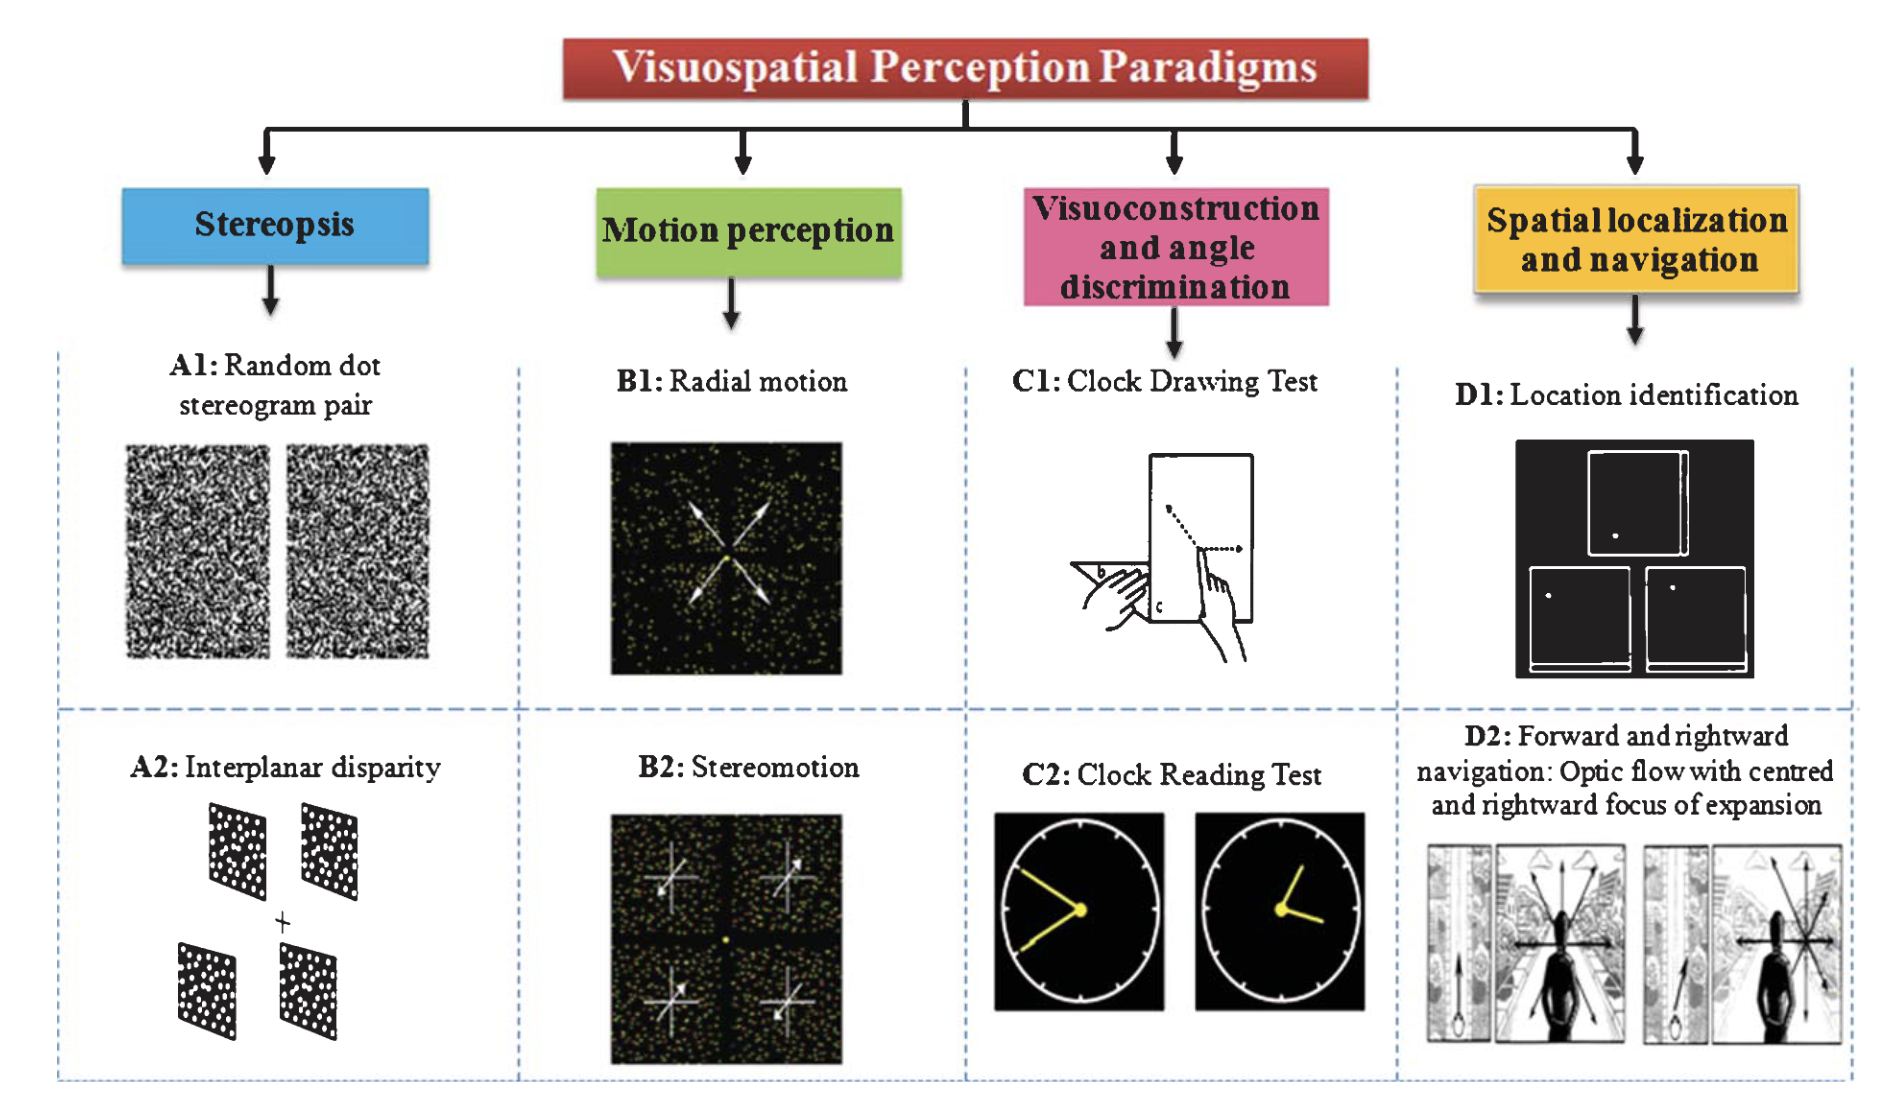 Visuospatial Perception Paradigms
Stereopsis
Motion perception
Visuoconstruction
and angle
discrimination
Spatial localization
and navigation
A1: Random dot
stereogram pair
B1: Radial motion
C1: Clock Drawing Test
b
c
D1: Location identification
A2: Interplanar disparity
+
B2: Stereomotion
C2: Clock Reading Test
D2: Forward and rightward
navigation: Optic flow with centred
and rightward focus of expansion